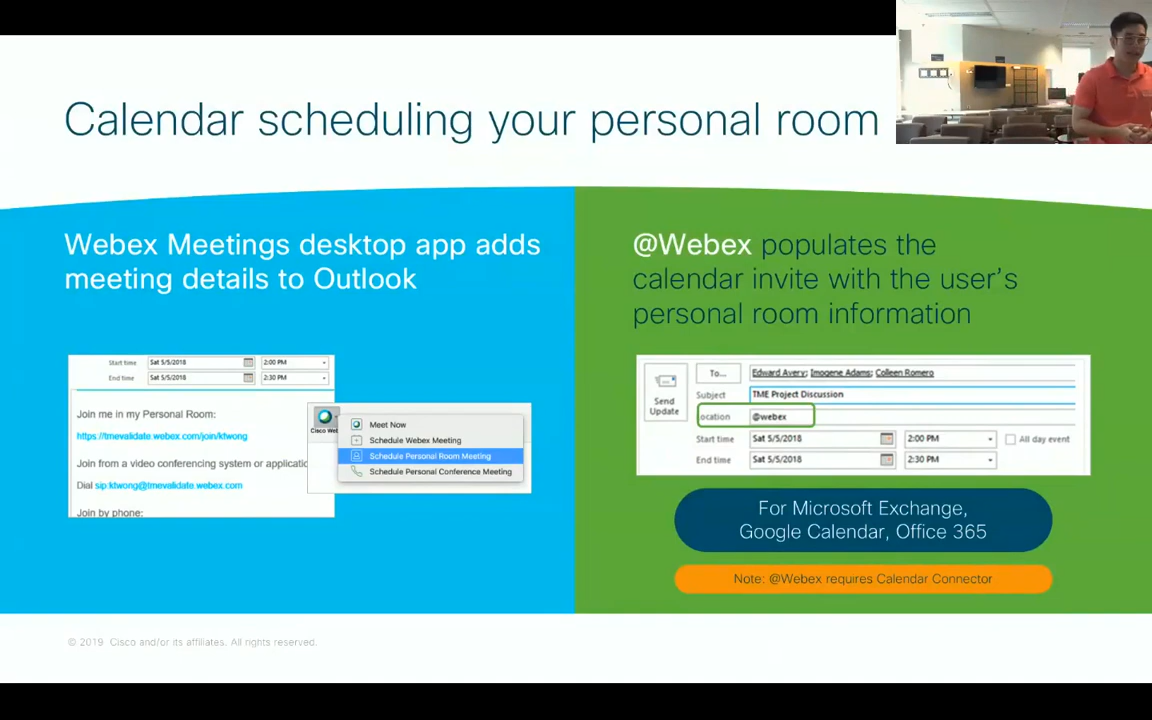 Calendar scheduling your personal room
Webex Meetings desktop app adds
meeting details to Outlook
Start time Sat 5/5/2018 2:00 PM
End time Sat 5/5/2018 2:30 PM
Join me in my Personal Room:
https://tmevalidate.webex.com/join/kfwong
Join from a video conferencing system or applicatio
Dial sip:kfwong@tmevalidate.webex.com
Join by phone:
Cisco Web
Meet Now
Schedule Webex Meeting
Schedule Personal Room Meeting
Schedule Personal Conference Meeting
@Webex populates the
calendar invite with the user's
personal room information
Send
Update
To... Edward Avery; Imogene Adams; Colleen Romero
Subject TME Project Discussion
ocation @webex
Start time Sat 5/5/2018 2:00 PM All day event
End time Sat 5/5/2018 2:30 PM
For Microsoft Exchange,
Google Calendar, Office 365
Note: @Webex requires Calendar Connector
© 2019 Cisco and/or its affiliates. All rights reserved.